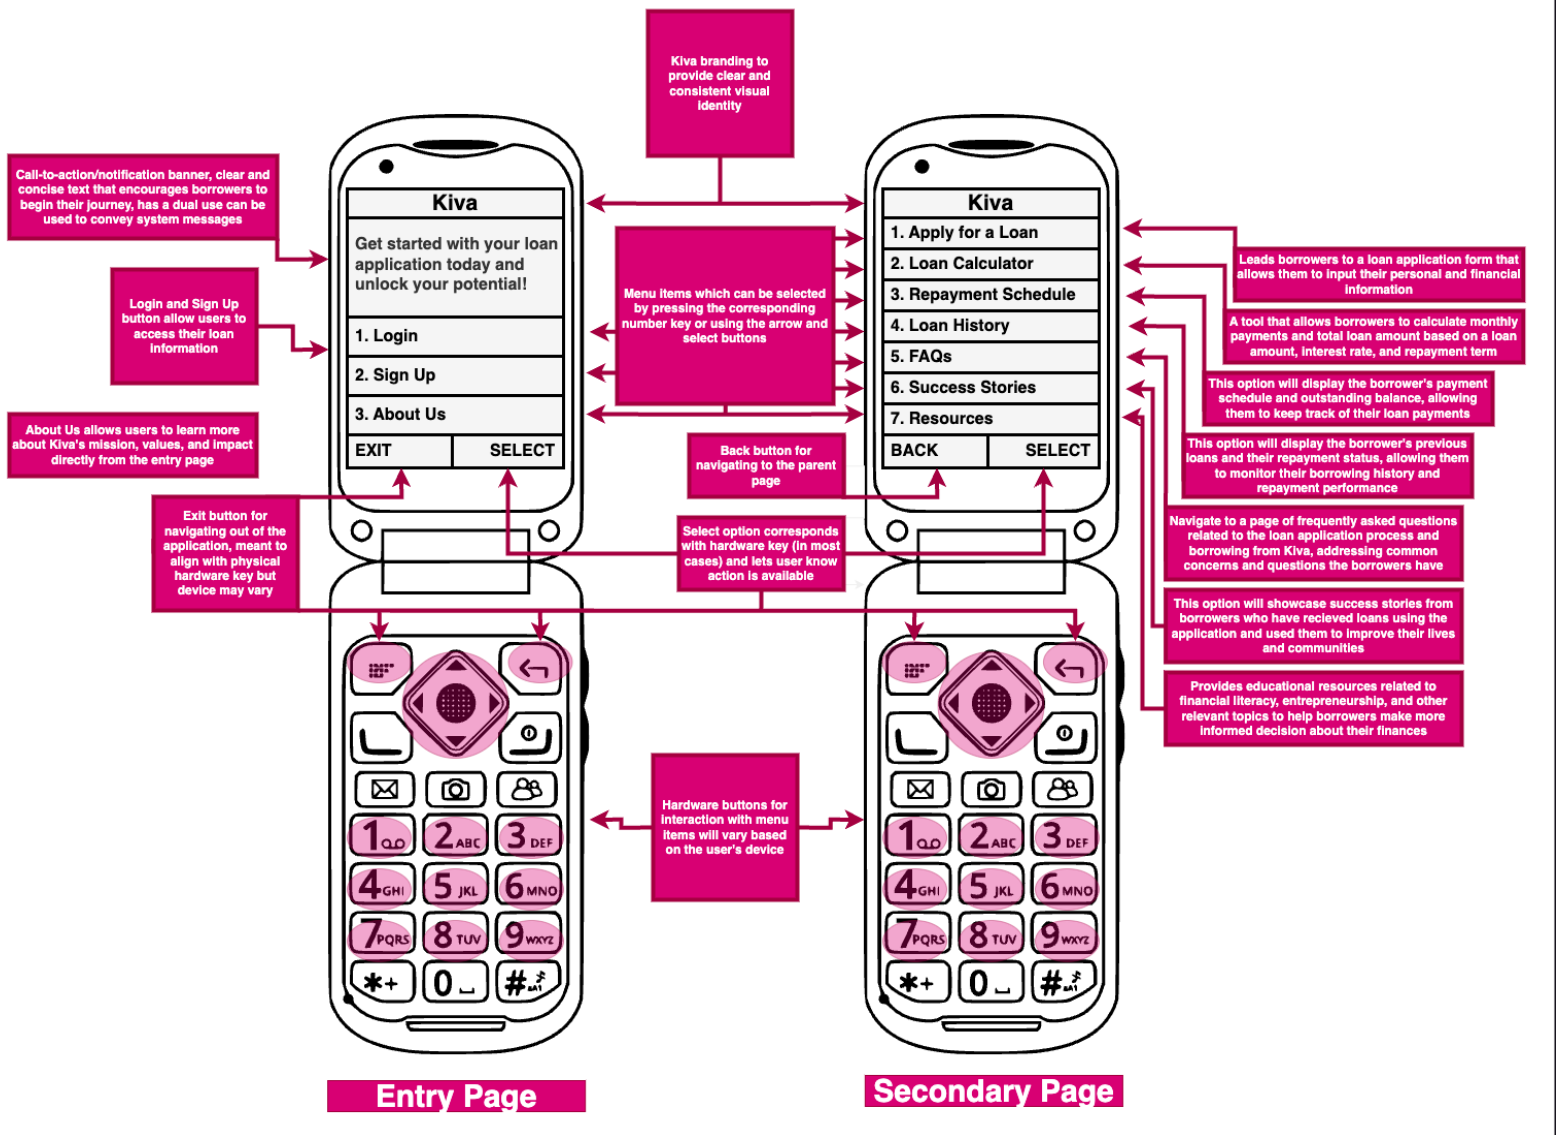 Kiva branding to
provide clear and
consistent visual
identity
Call-to-action/notification banner, clear and
concise text that encourages borrowers to
begin their journey, has a dual use can be
used to convey system messages
Login and Sign Up
button allow users to
access their loan
information
About Us allows users to learn more
about Kiva's mission, values, and impact
directly from the entry page
Exit button for
navigating out of the
application, meant to
align with physical
hardware key but
device may vary
Kiva
Get started with your loan
application today and
unlock your potential!
1. Login
2. Sign Up
3. About Us
EXIT SELECT
Menu items which can be selected
by pressing the corresponding
number key or using the arrow and
select buttons
Back button for
navigating to the parent
page
Select option corresponds
with hardware key (in most
cases) and lets user know
action is available
Hardware buttons for
interaction with menu
items will vary based
on the user's device
Kiva
1. Apply for a Loan
2. Loan Calculator
3. Repayment Schedule
4. Loan History
5. FAQs
6. Success Stories
7. Resources
BACK SELECT
Leads borrowers to a loan application form that
allows them to input their personal and financial
information
A tool that allows borrowers to calculate monthly
payments and total loan amount based on a loan
amount, interest rate, and repayment term
This option will display the borrower's payment
schedule and outstanding balance, allowing
them to keep track of their loan payments
This option will display the borrower's previous
loans and their repayment status, allowing them
to monitor their borrowing history and
repayment performance
Navigate to a page of frequently asked questions
related to the loan application process and
borrowing from Kiva, addressing common
concerns and questions the borrowers have
This option will showcase success stories from
borrowers who have recieved loans using the
application and used them to improve their lives
and communities
Provides educational resources related to
financial literacy, entrepreneurship, and other
relevant topics to help borrowers make more
informed decision about their finances
1 2 ABC 3 DEF
4 GHI 5 JKL 6 MNO
7 PQRS 8 TUV 9 WXYZ
*+ 0 #
1 2 ABC 3 DEF
4 GHI 5 JKL 6 MNO
7 PQRS 8 TUV 9 WXYZ
*+ 0 #
Entry Page
Secondary Page